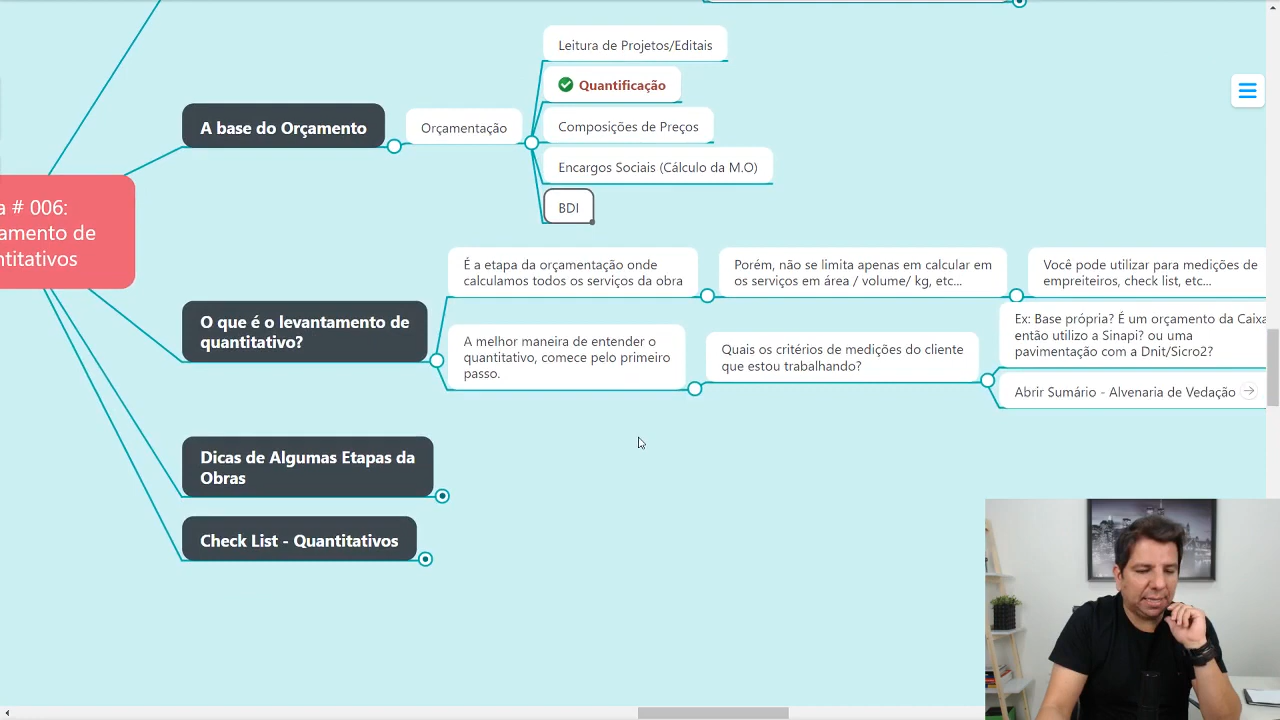 a # 006:
amento de
ntitativos
A base do Orçamento
Orçamentação
Leitura de Projetos/Editais
Quantificação
Composições de Preços
Encargos Sociais (Cálculo da M.O)
BDI
O que é o levantamento de
quantitativo?
É a etapa da orçamentação onde
calculamos todos os serviços da obra
Porém, não se limita apenas em calcular em
os serviços em área / volume/ kg, etc...
Você pode utilizar para medições de
empreiteiros, check list, etc...
A melhor maneira de entender o
quantitativo, comece pelo primeiro
passo.
Quais os critérios de medições do cliente
que estou trabalhando?
Ex: Base própria? É um orçamento da Caixa
então utilizo a Sinapi? ou uma
pavimentação com a Dnit/Sicro2?
Abrir Sumário - Alvenaria de Vedação
Dicas de Algumas Etapas da
Obras
Check List - Quantitativos